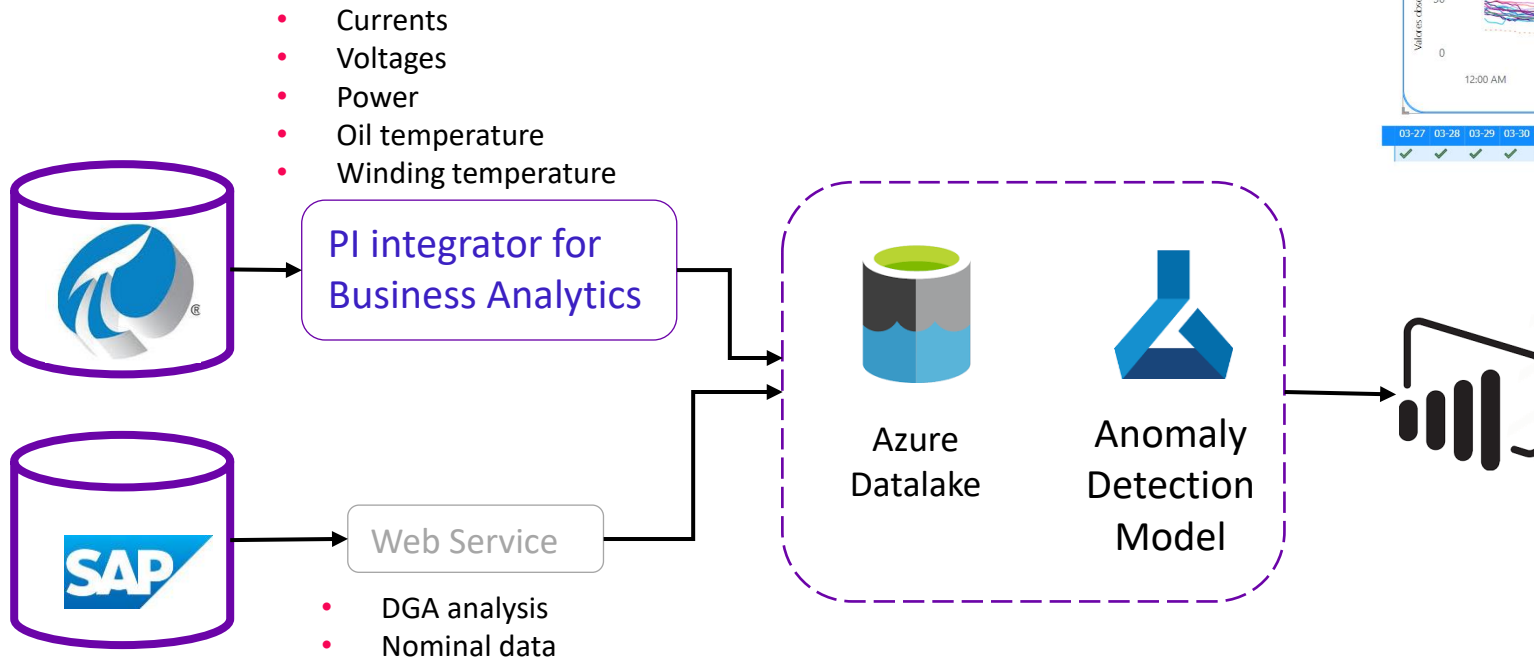 Currents
Voltages
Power
Oil temperature
Winding temperature
0
12:00 AM
03-27 03-28 03-29 03-30
PI integrator for
Business Analytics
®
Azure
Datalake
Anomaly
Detection
Model
SAP
Web Service
DGA analysis
Nominal data